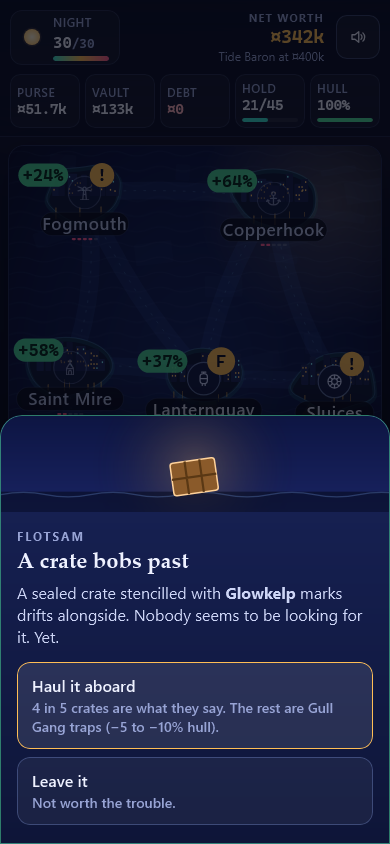 NIGHT
30/30
NET WORTH
¤342k
Tide Baron at ¤400k
PURSE
¤51.7k
VAULT
¤133k
DEBT
¤0
HOLD
21/45
HULL
100%
+24%
!
Fogmouth
+64%
Copperhook
+58%
Saint Mire
+37%
F
Lanternquay
!
Sluices
FLOTSAM
A crate bobs past
A sealed crate stencilled with Glowkelp marks
drifts alongside. Nobody seems to be looking for
it. Yet.
Haul it aboard
4 in 5 crates are what they say. The rest are Gull
Gang traps (−5 to −10% hull).
Leave it
Not worth the trouble.